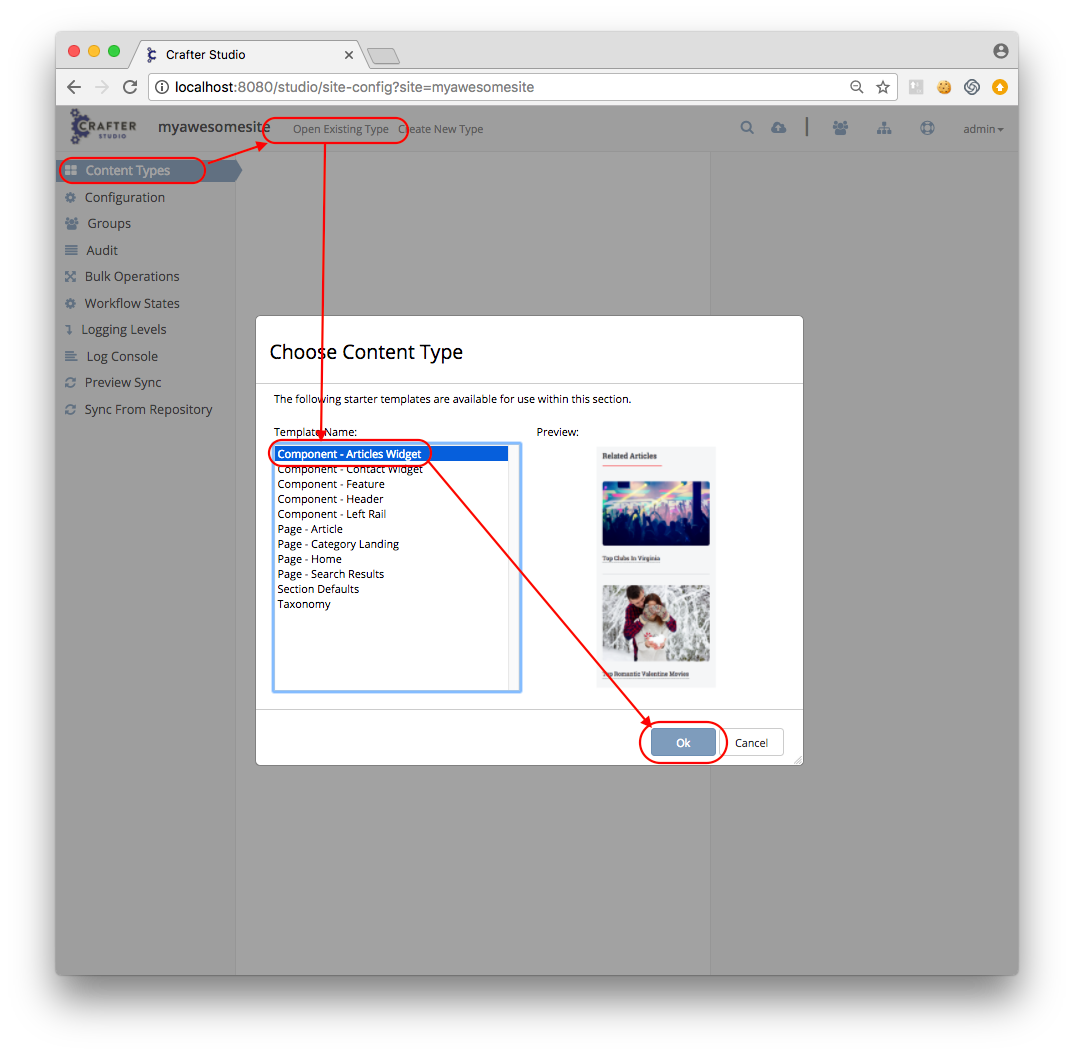 Crafter Studio
localhost:8080/studio/site-config?site=myawesomesite
CRAFTER STUDIO
myawesomesite
Open Existing Type
Create New Type
admin
Content Types
Configuration
Groups
Audit
Bulk Operations
Workflow States
Logging Levels
Log Console
Preview Sync
Sync From Repository
Choose Content Type
The following starter templates are available for use within this section.
Template Name:
Component - Articles Widget
Component - Contact Widget
Component - Feature
Component - Header
Component - Left Rail
Page - Article
Page - Category Landing
Page - Home
Page - Search Results
Section Defaults
Taxonomy
Preview:
Related Articles
Top Clubs In Virginia
Top Romantic Valentine Movies
Ok
Cancel